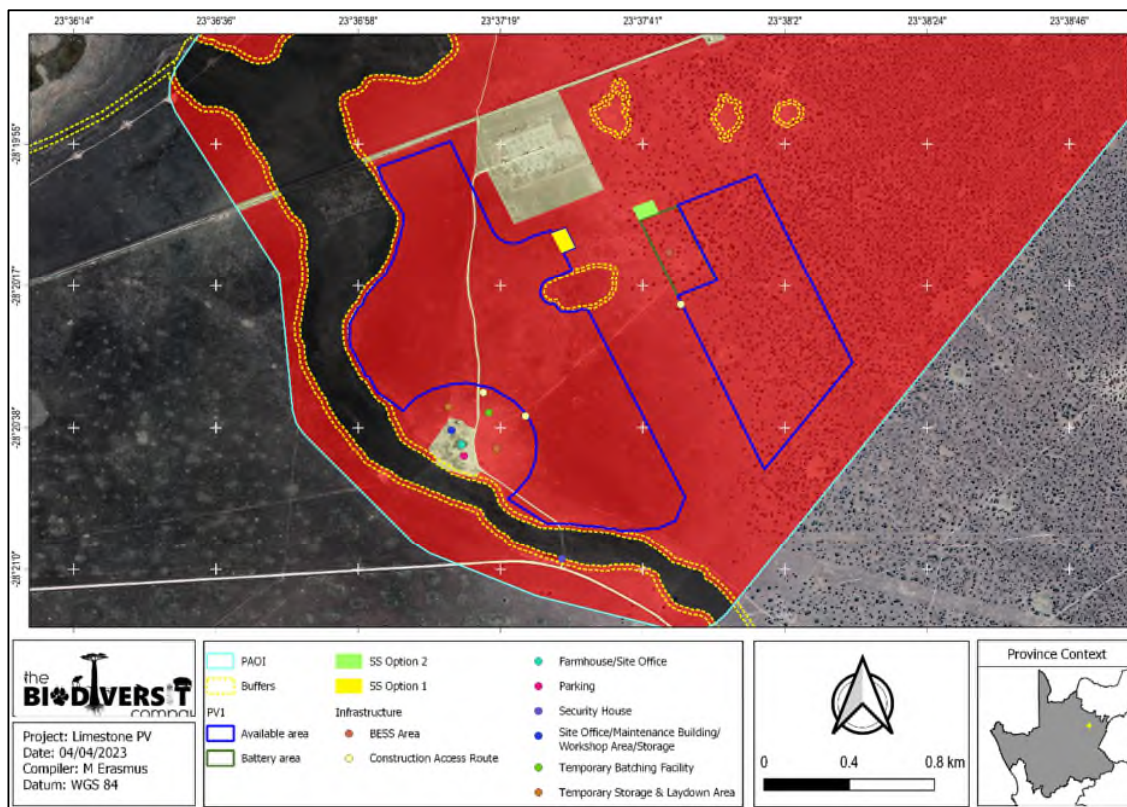 23°36'14" 23°36'36" 23°36'58" 23°37'19" 23°37'41" 23°38'2" 23°38'24" 23°38'46"
-28°19'56"
-28°20'17"
-28°20'38"
-28°21'0"
the
BIODIVERSIT
compa
Project: Limestone PV
Date: 04/04/2023
Compiler: M Erasmus
Datum: WGS 84
PAOI
Buffers
PV1
Available area
Battery area
SS Option 2
SS Option 1
Infrastructure
BESS Area
Construction Access Route
Farmhouse/Site Office
Parking
Security House
Site Office/Maintenance Building/
Workshop Area/Storage
Temporary Batching Facility
Temporary Storage & Laydown Area
0 0.4 0.8 km
Province Context